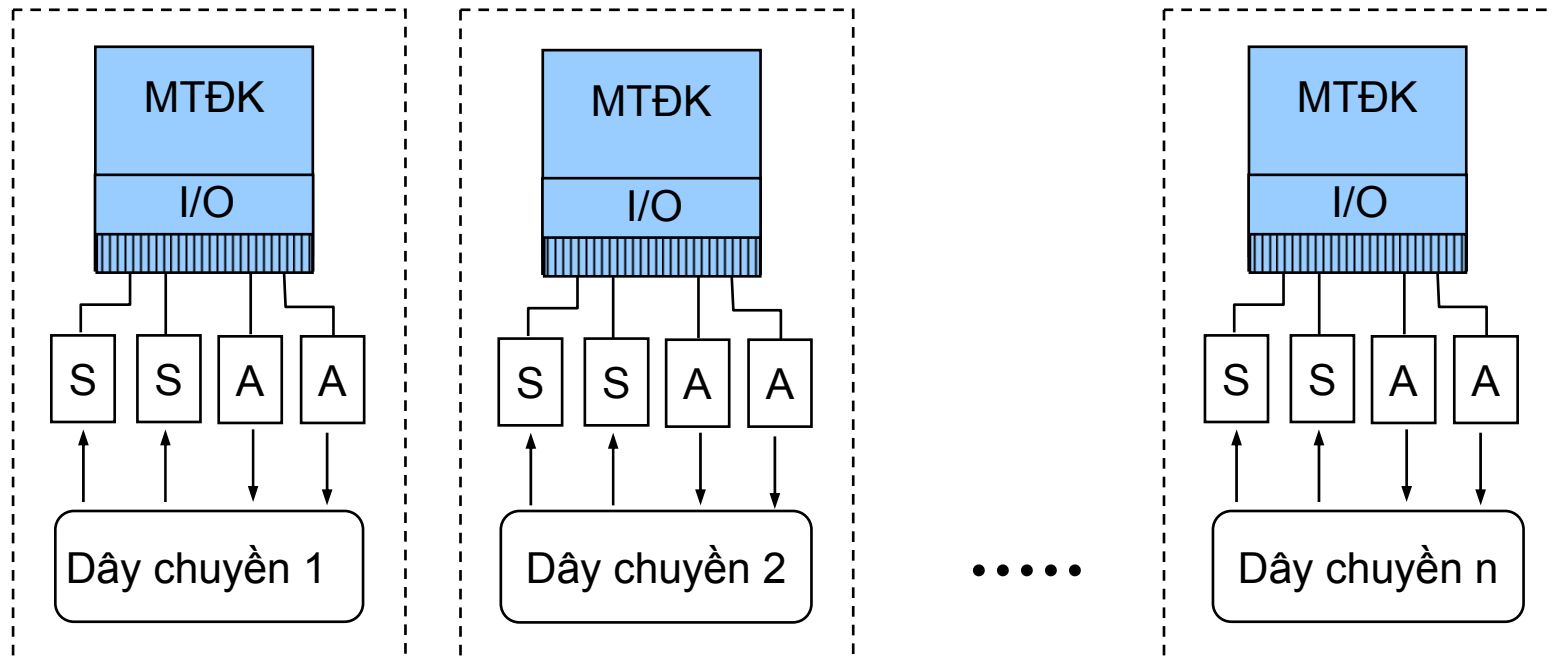 MTĐK
I/O
S S A A
Dây chuyền 1
MTĐK
I/O
S S A A
Dây chuyền 2
MTĐK
I/O
S S A A
Dây chuyền n